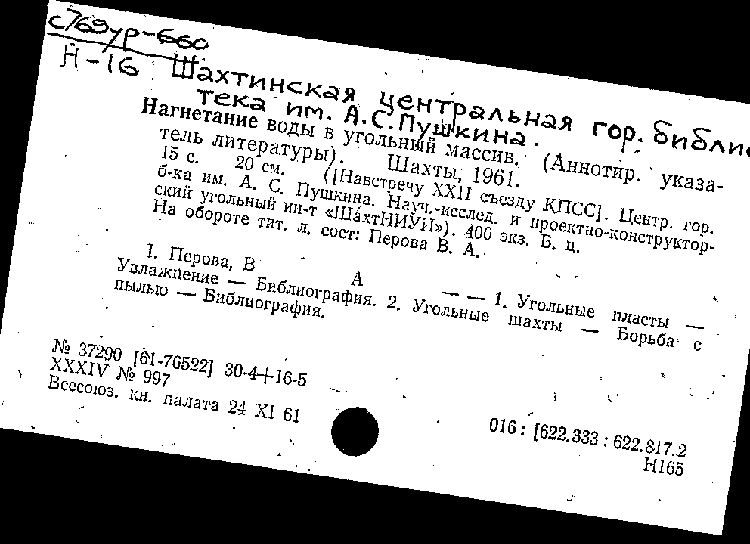 с769ур-660
Н-16 Шахтинская центральная гор. библио
тека им. А.С.Пушкина.
Нагнетание воды в угольный массив. (Аннотир. указа-
тель литературы). Шахты, 1961.
15 с. 20 см. ([Навстречу XXII съезду КПСС]. Центр. гор.
б-ка им. А. С. Пушкина. Науч.-исслед. и проектно-конструктор-
ский угольный ин-т «ШахтНИУИ»). 400 экз. Б. ц.
На обороте тит. л. сост: Перова В. А.
1. Перова, В А — — 1. Угольные пласты —
Увлажнение — Библиография. 2. Угольные шахты — Борьба с
пылью — Библиография.
№ 37290 [61-76522] 30-4+16-5
XXXIV № 997
Всесоюз. кн. палата 24 XI 61
016 : [622.333 : 622.817.2
Н165